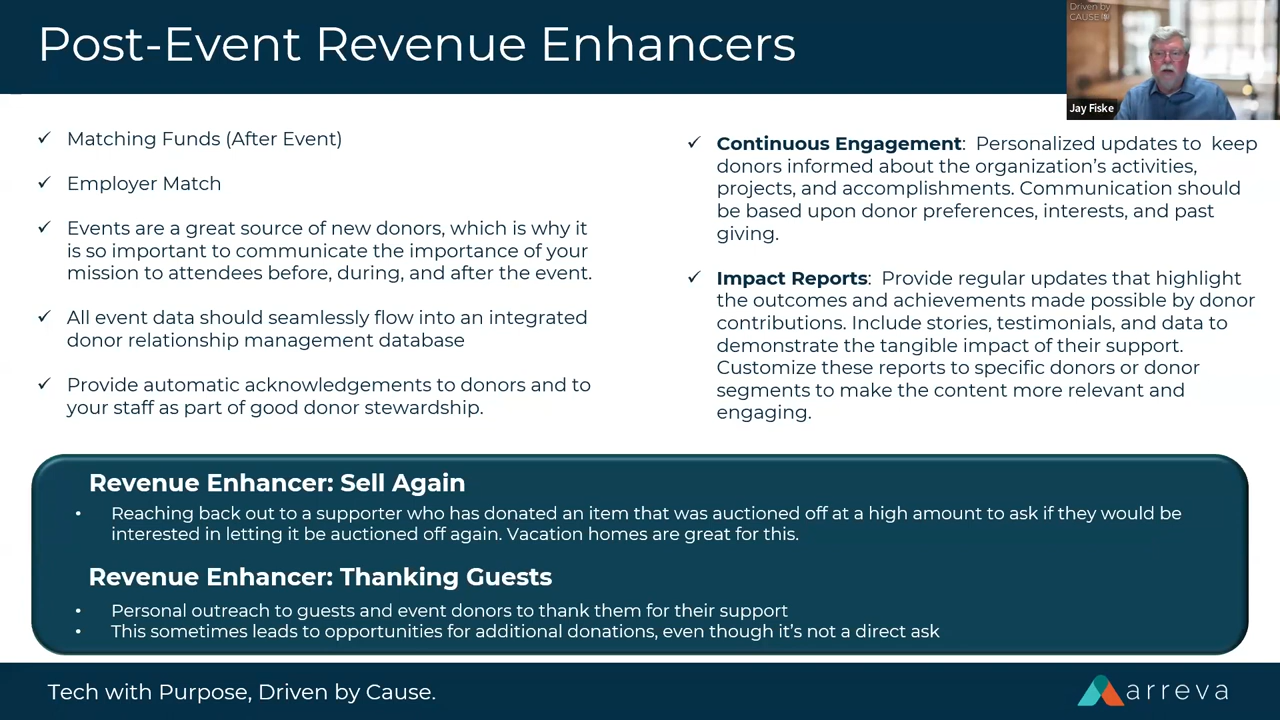 Post-Event Revenue Enhancers
Driven by
CAUSE
Jay Fiske
✓ Matching Funds (After Event)
✓ Employer Match
✓ Events are a great source of new donors, which is why it
is so important to communicate the importance of your
mission to attendees before, during, and after the event.
✓ All event data should seamlessly flow into an integrated
donor relationship management database
✓ Provide automatic acknowledgements to donors and to
your staff as part of good donor stewardship.
✓ Continuous Engagement: Personalized updates to keep
donors informed about the organization’s activities,
projects, and accomplishments. Communication should
be based upon donor preferences, interests, and past
giving.
✓ Impact Reports: Provide regular updates that highlight
the outcomes and achievements made possible by donor
contributions. Include stories, testimonials, and data to
demonstrate the tangible impact of their support.
Customize these reports to specific donors or donor
segments to make the content more relevant and
engaging.
Revenue Enhancer: Sell Again
• Reaching back out to a supporter who has donated an item that was auctioned off at a high amount to ask if they would be
interested in letting it be auctioned off again. Vacation homes are great for this.
Revenue Enhancer: Thanking Guests
• Personal outreach to guests and event donors to thank them for their support
• This sometimes leads to opportunities for additional donations, even though it’s not a direct ask
Tech with Purpose, Driven by Cause.
arreva